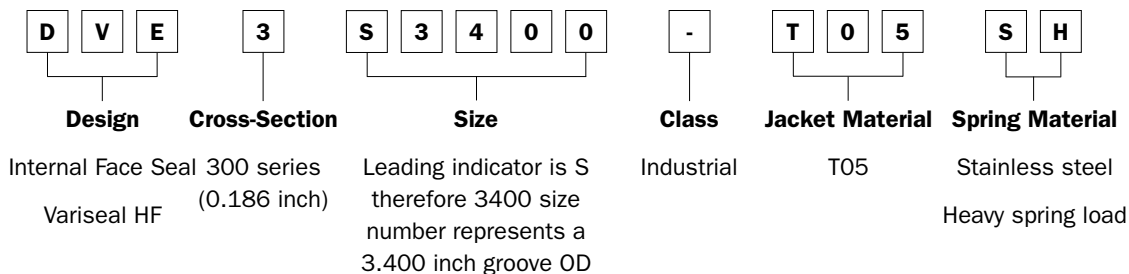 D V E 3 S 3 4 0 0 - T 0 5 S H
Design Cross-Section Size Class Jacket Material Spring Material
Internal Face Seal 300 series Leading indicator is S Industrial T05 Stainless steel
(0.186 inch) therefore 3400 size
Variseal HF number represents a Heavy spring load
3.400 inch groove OD